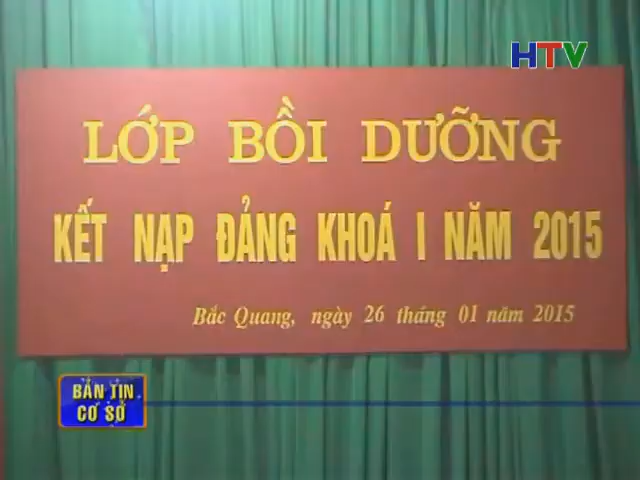 HTV
LỚP BỒI DƯỠNG
KẾT NẠP ĐẢNG KHOÁ I NĂM 2015
Bắc Quang, ngày 26 tháng 01 năm 2015
BẢN TIN
CƠ SỞ